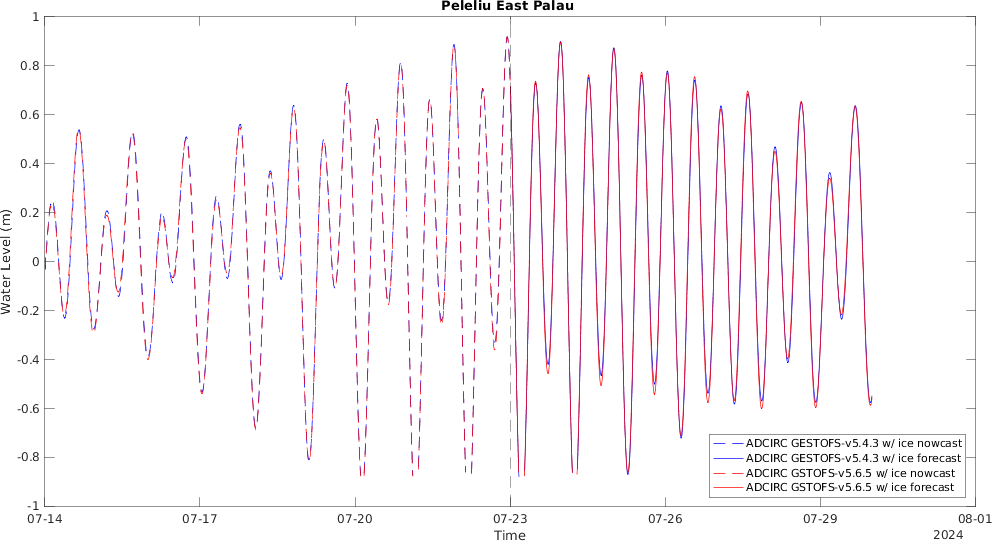 Peleliu East Palau
Water Level (m)
1
0.8
0.6
0.4
0.2
0
-0.2
-0.4
-0.6
-0.8
-1
07-14
07-17
07-20
07-23
07-26
07-29
08-01
Time
2024
ADCIRC GESTOFS-v5.4.3 w/ ice nowcast
ADCIRC GESTOFS-v5.4.3 w/ ice forecast
ADCIRC GSTOFS-v5.6.5 w/ ice nowcast
ADCIRC GSTOFS-v5.6.5 w/ ice forecast